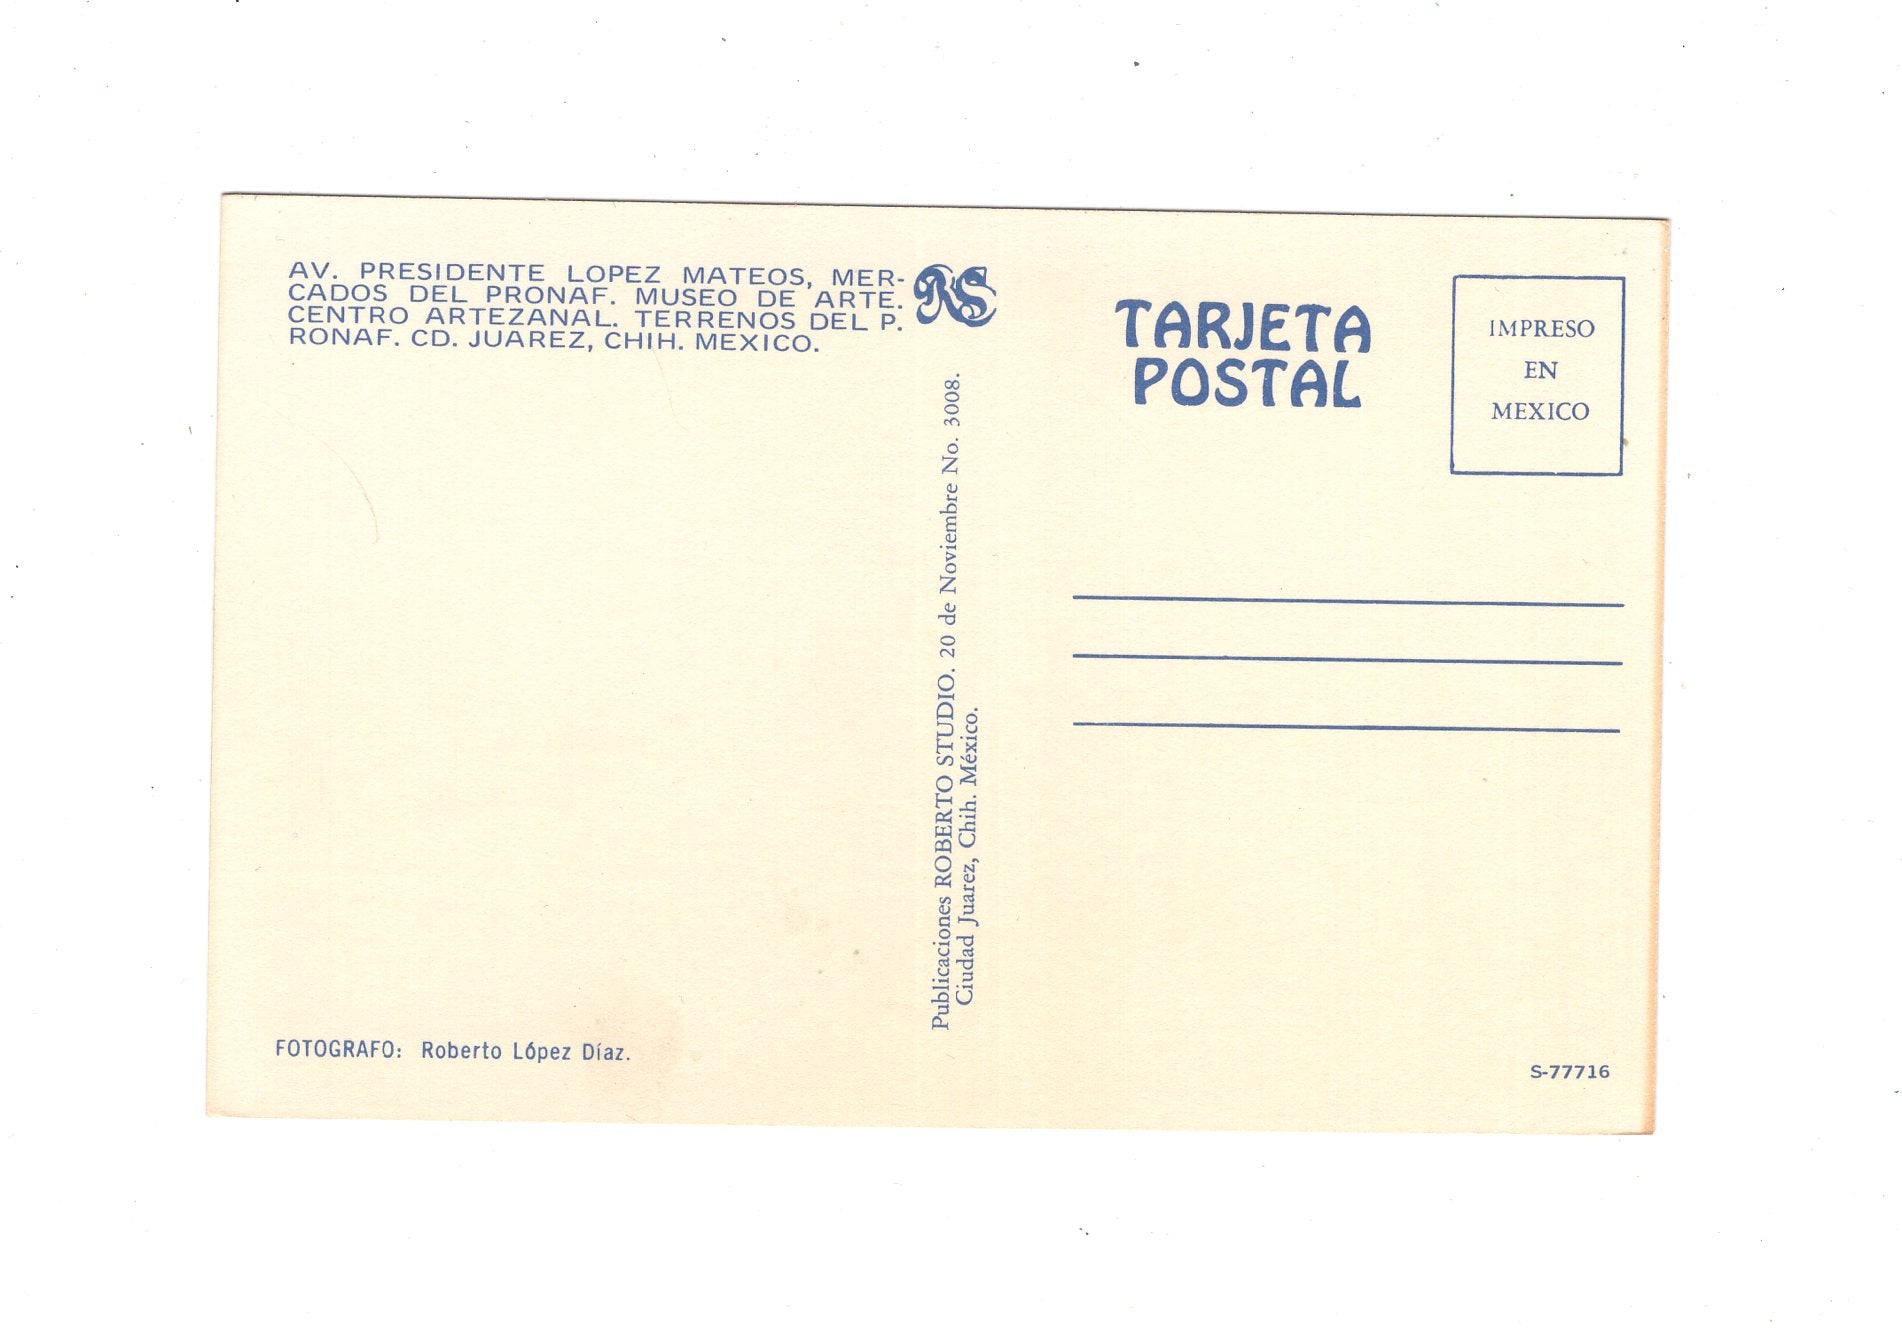 AV. PRESIDENTE LOPEZ MATEOS, MER-
CADOS DEL PRONAF. MUSEO DE ARTE.
CENTRO ARTEZANAL. TERRENOS DEL P.
RONAF. CD. JUAREZ, CHIH. MEXICO.
RS
Publicaciones ROBERTO STUDIO. 20 de Noviembre No. 3008.
Ciudad Juarez, Chih. México.
TARJETA
POSTAL
IMPRESO
EN
MEXICO
FOTOGRAFO: Roberto López Díaz.
S-77716